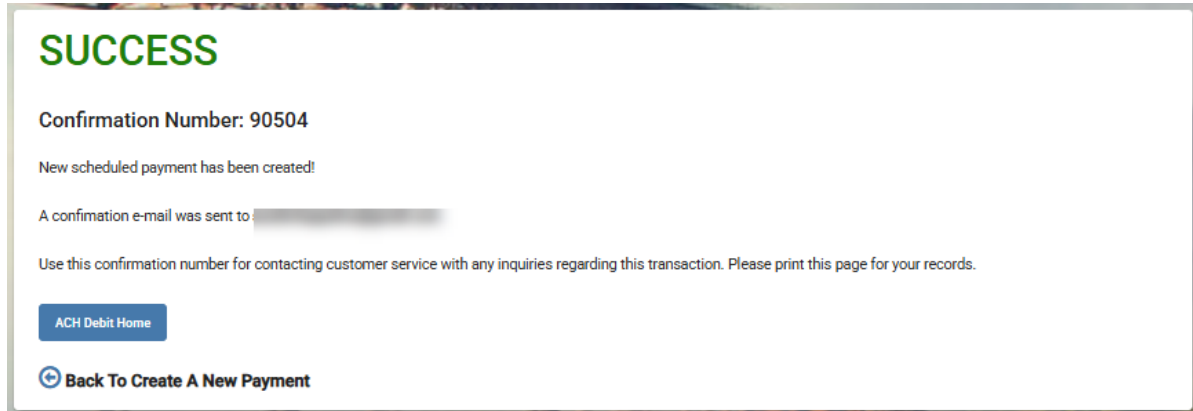 SUCCESS
Confirmation Number: 90504
New scheduled payment has been created!
A confimation e-mail was sent to
Use this confirmation number for contacting customer service with any inquiries regarding this transaction. Please print this page for your records.
ACH Debit Home
Back To Create A New Payment